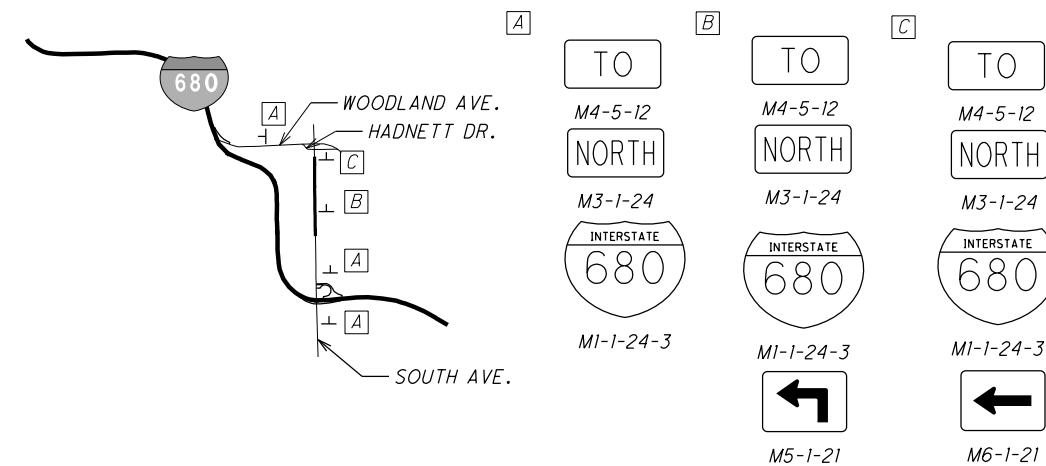 680
A
WOODLAND AVE.
HADNETT DR.
C
B
A
A
SOUTH AVE.
A
TO
M4-5-12
NORTH
M3-1-24
INTERSTATE
680
M1-1-24-3
B
TO
M4-5-12
NORTH
M3-1-24
INTERSTATE
680
M1-1-24-3
M5-1-21
C
TO
M4-5-12
NORTH
M3-1-24
INTERSTATE
680
M1-1-24-3
M6-1-21